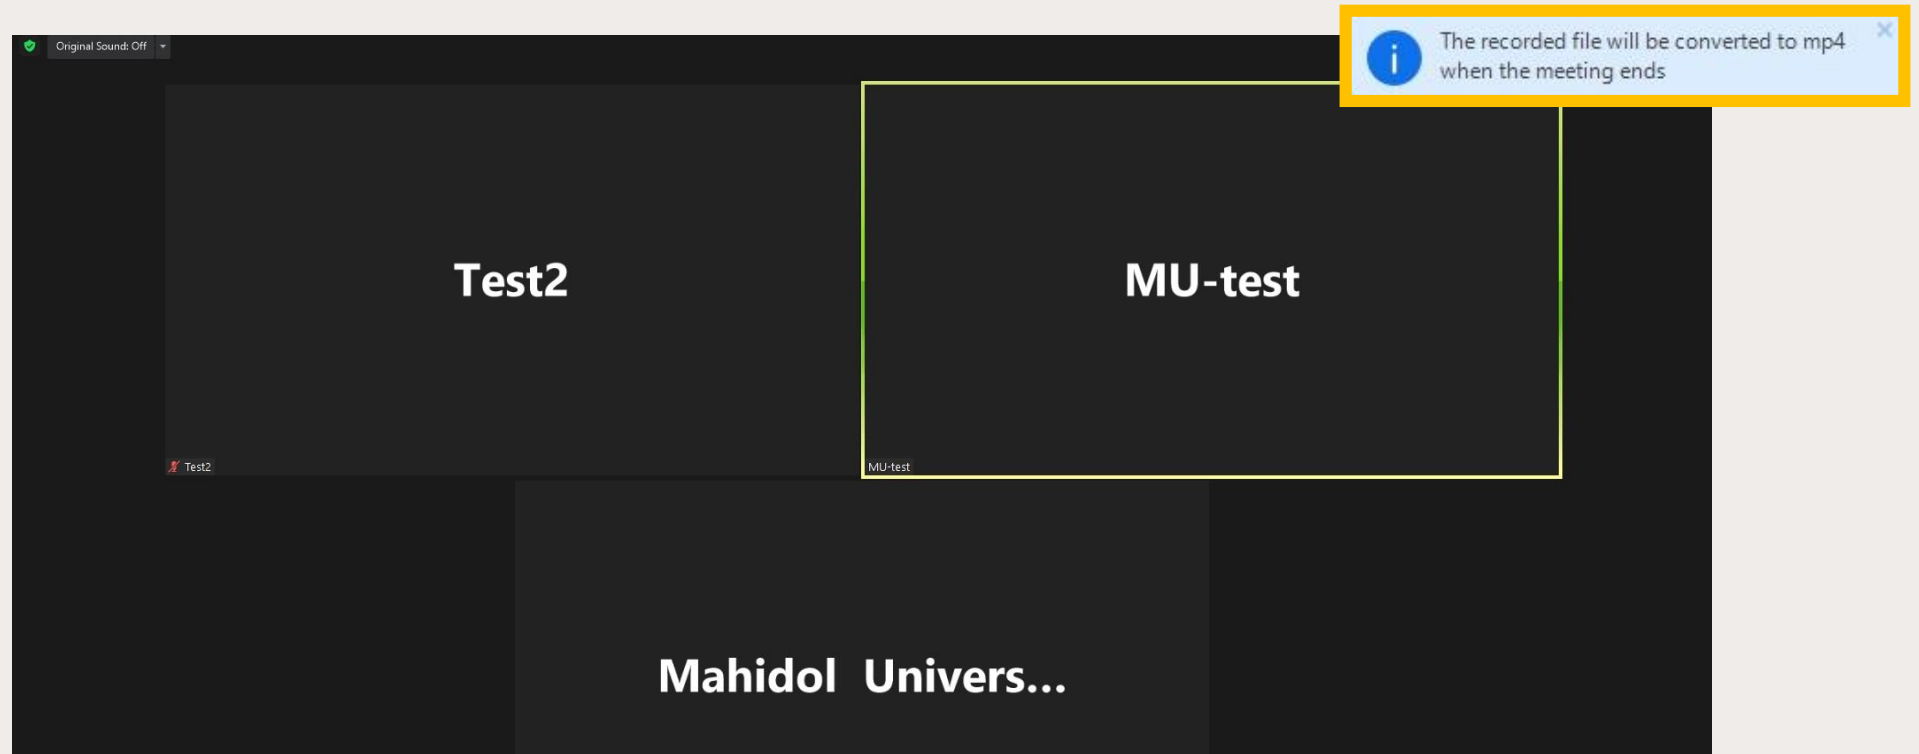 Original Sound: Off
The recorded file will be converted to mp4
when the meeting ends
Test2
MU-test
Test2
MU-test
Mahidol Univers...